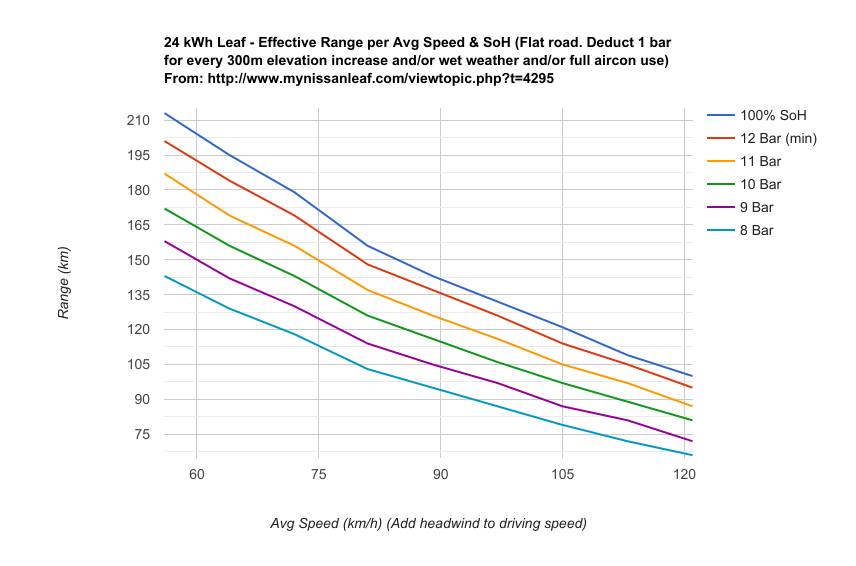 24 kWh Leaf - Effective Range per Avg Speed & SoH (Flat road. Deduct 1 bar
for every 300m elevation increase and/or wet weather and/or full aircon use)
From: http://www.mynissanleaf.com/viewtopic.php?t=4295
210
195
180
165
150
135
120
105
90
75
Range (km)
60 75 90 105 120
Avg Speed (km/h) (Add headwind to driving speed)
100% SoH
12 Bar (min)
11 Bar
10 Bar
9 Bar
8 Bar